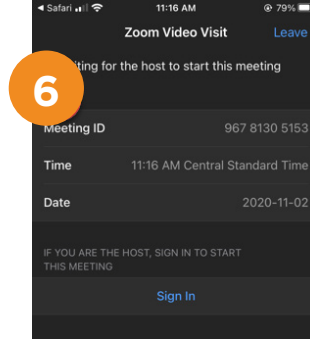 Safari 11:16 AM 79%
Zoom Video Visit Leave
iting for the host to start this meeting
6
Meeting ID 967 8130 5153
Time 11:16 AM Central Standard Time
Date 2020-11-02
IF YOU ARE THE HOST, SIGN IN TO START
THIS MEETING
Sign In